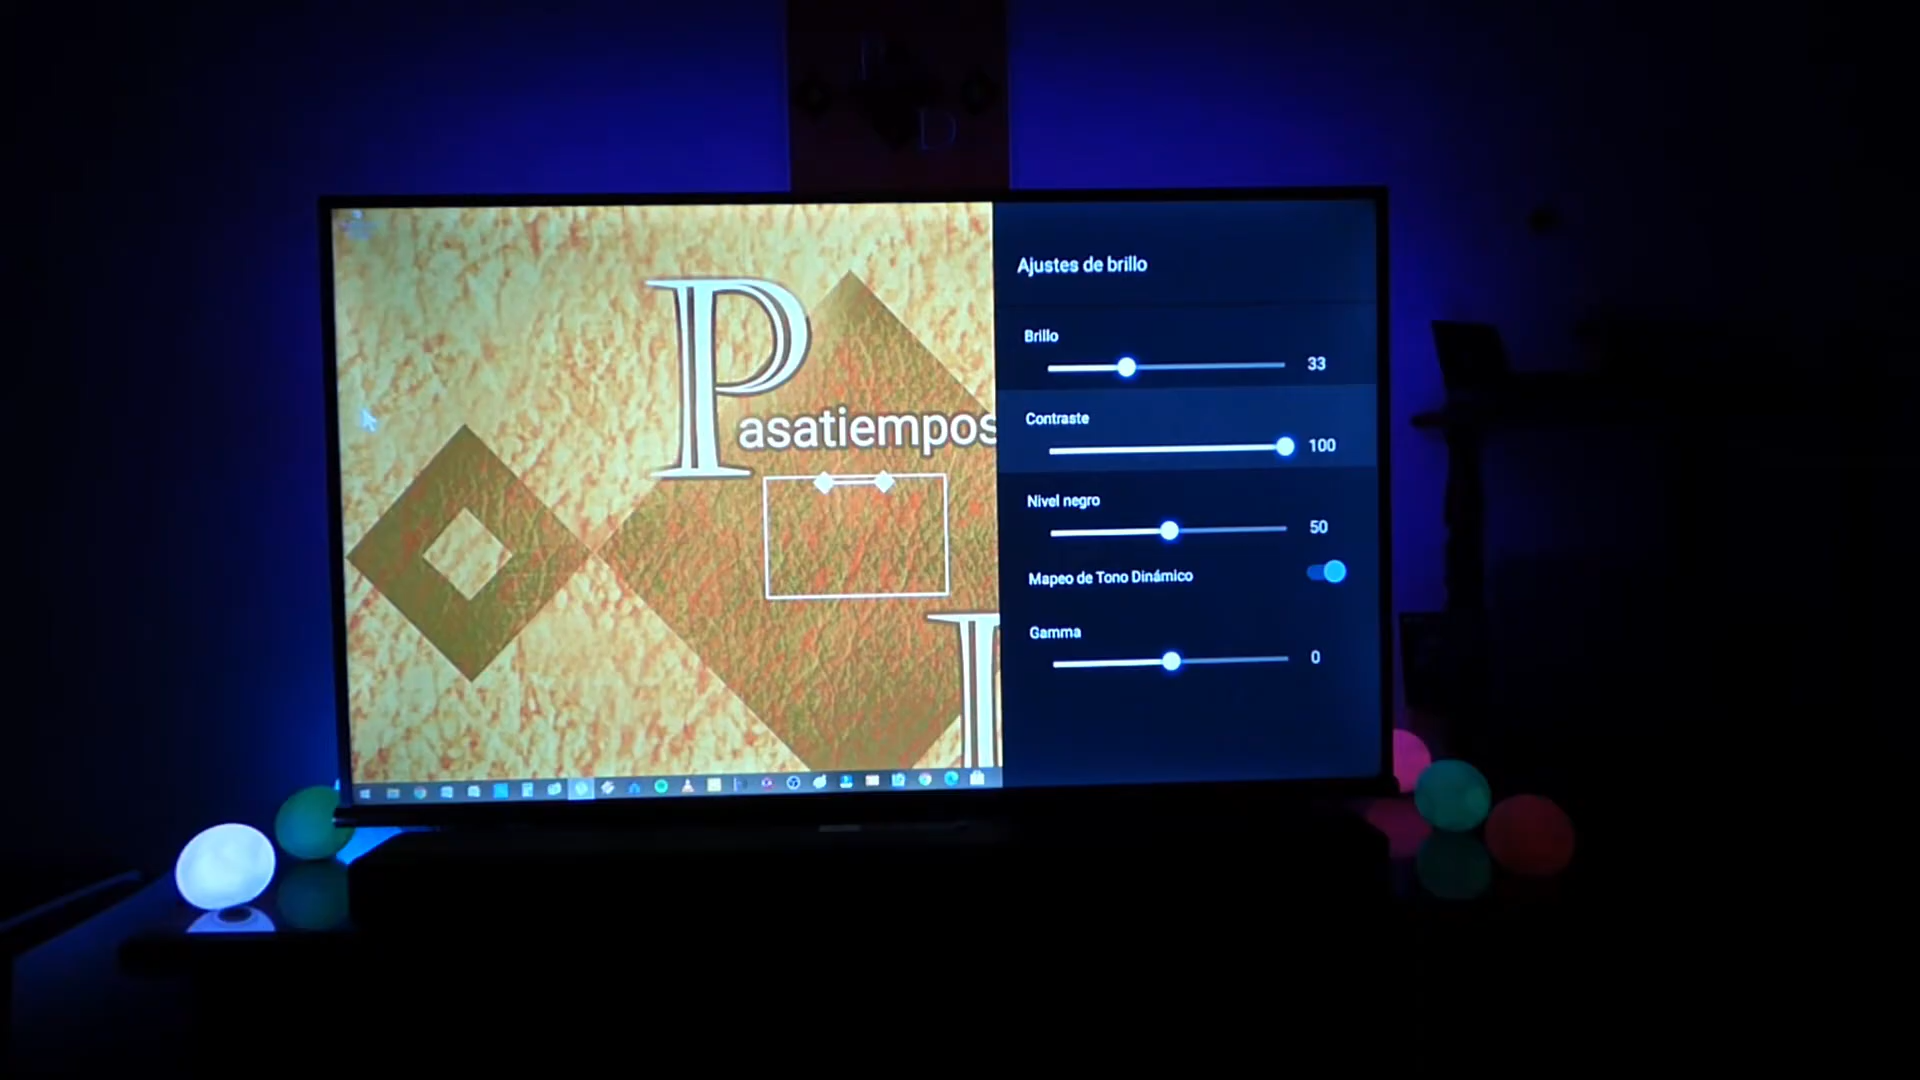 D
Pasatiempos
Ajustes de brillo
Brillo
33
Contraste
100
Nivel negro
50
Mapeo de Tono Dinámico
Gamma
0